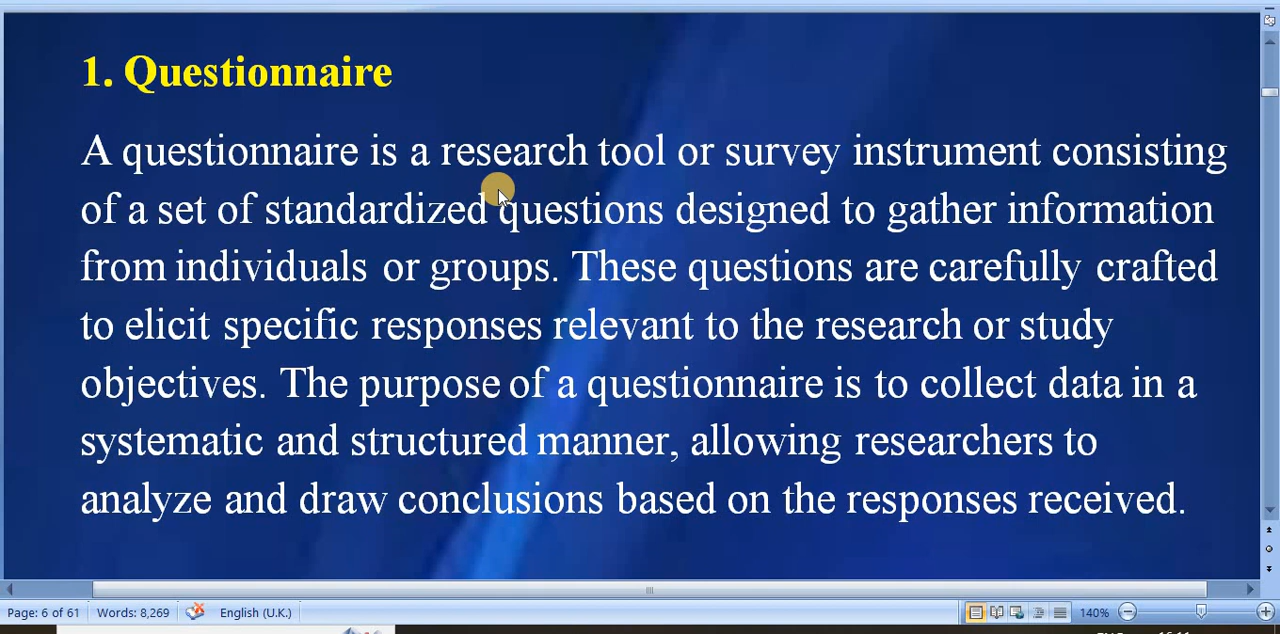 1. Questionnaire
A questionnaire is a research tool or survey instrument consisting
of a set of standardized questions designed to gather information
from individuals or groups. These questions are carefully crafted
to elicit specific responses relevant to the research or study
objectives. The purpose of a questionnaire is to collect data in a
systematic and structured manner, allowing researchers to
analyze and draw conclusions based on the responses received.
Page: 6 of 61 Words: 8,269 English (U.K.) 140%